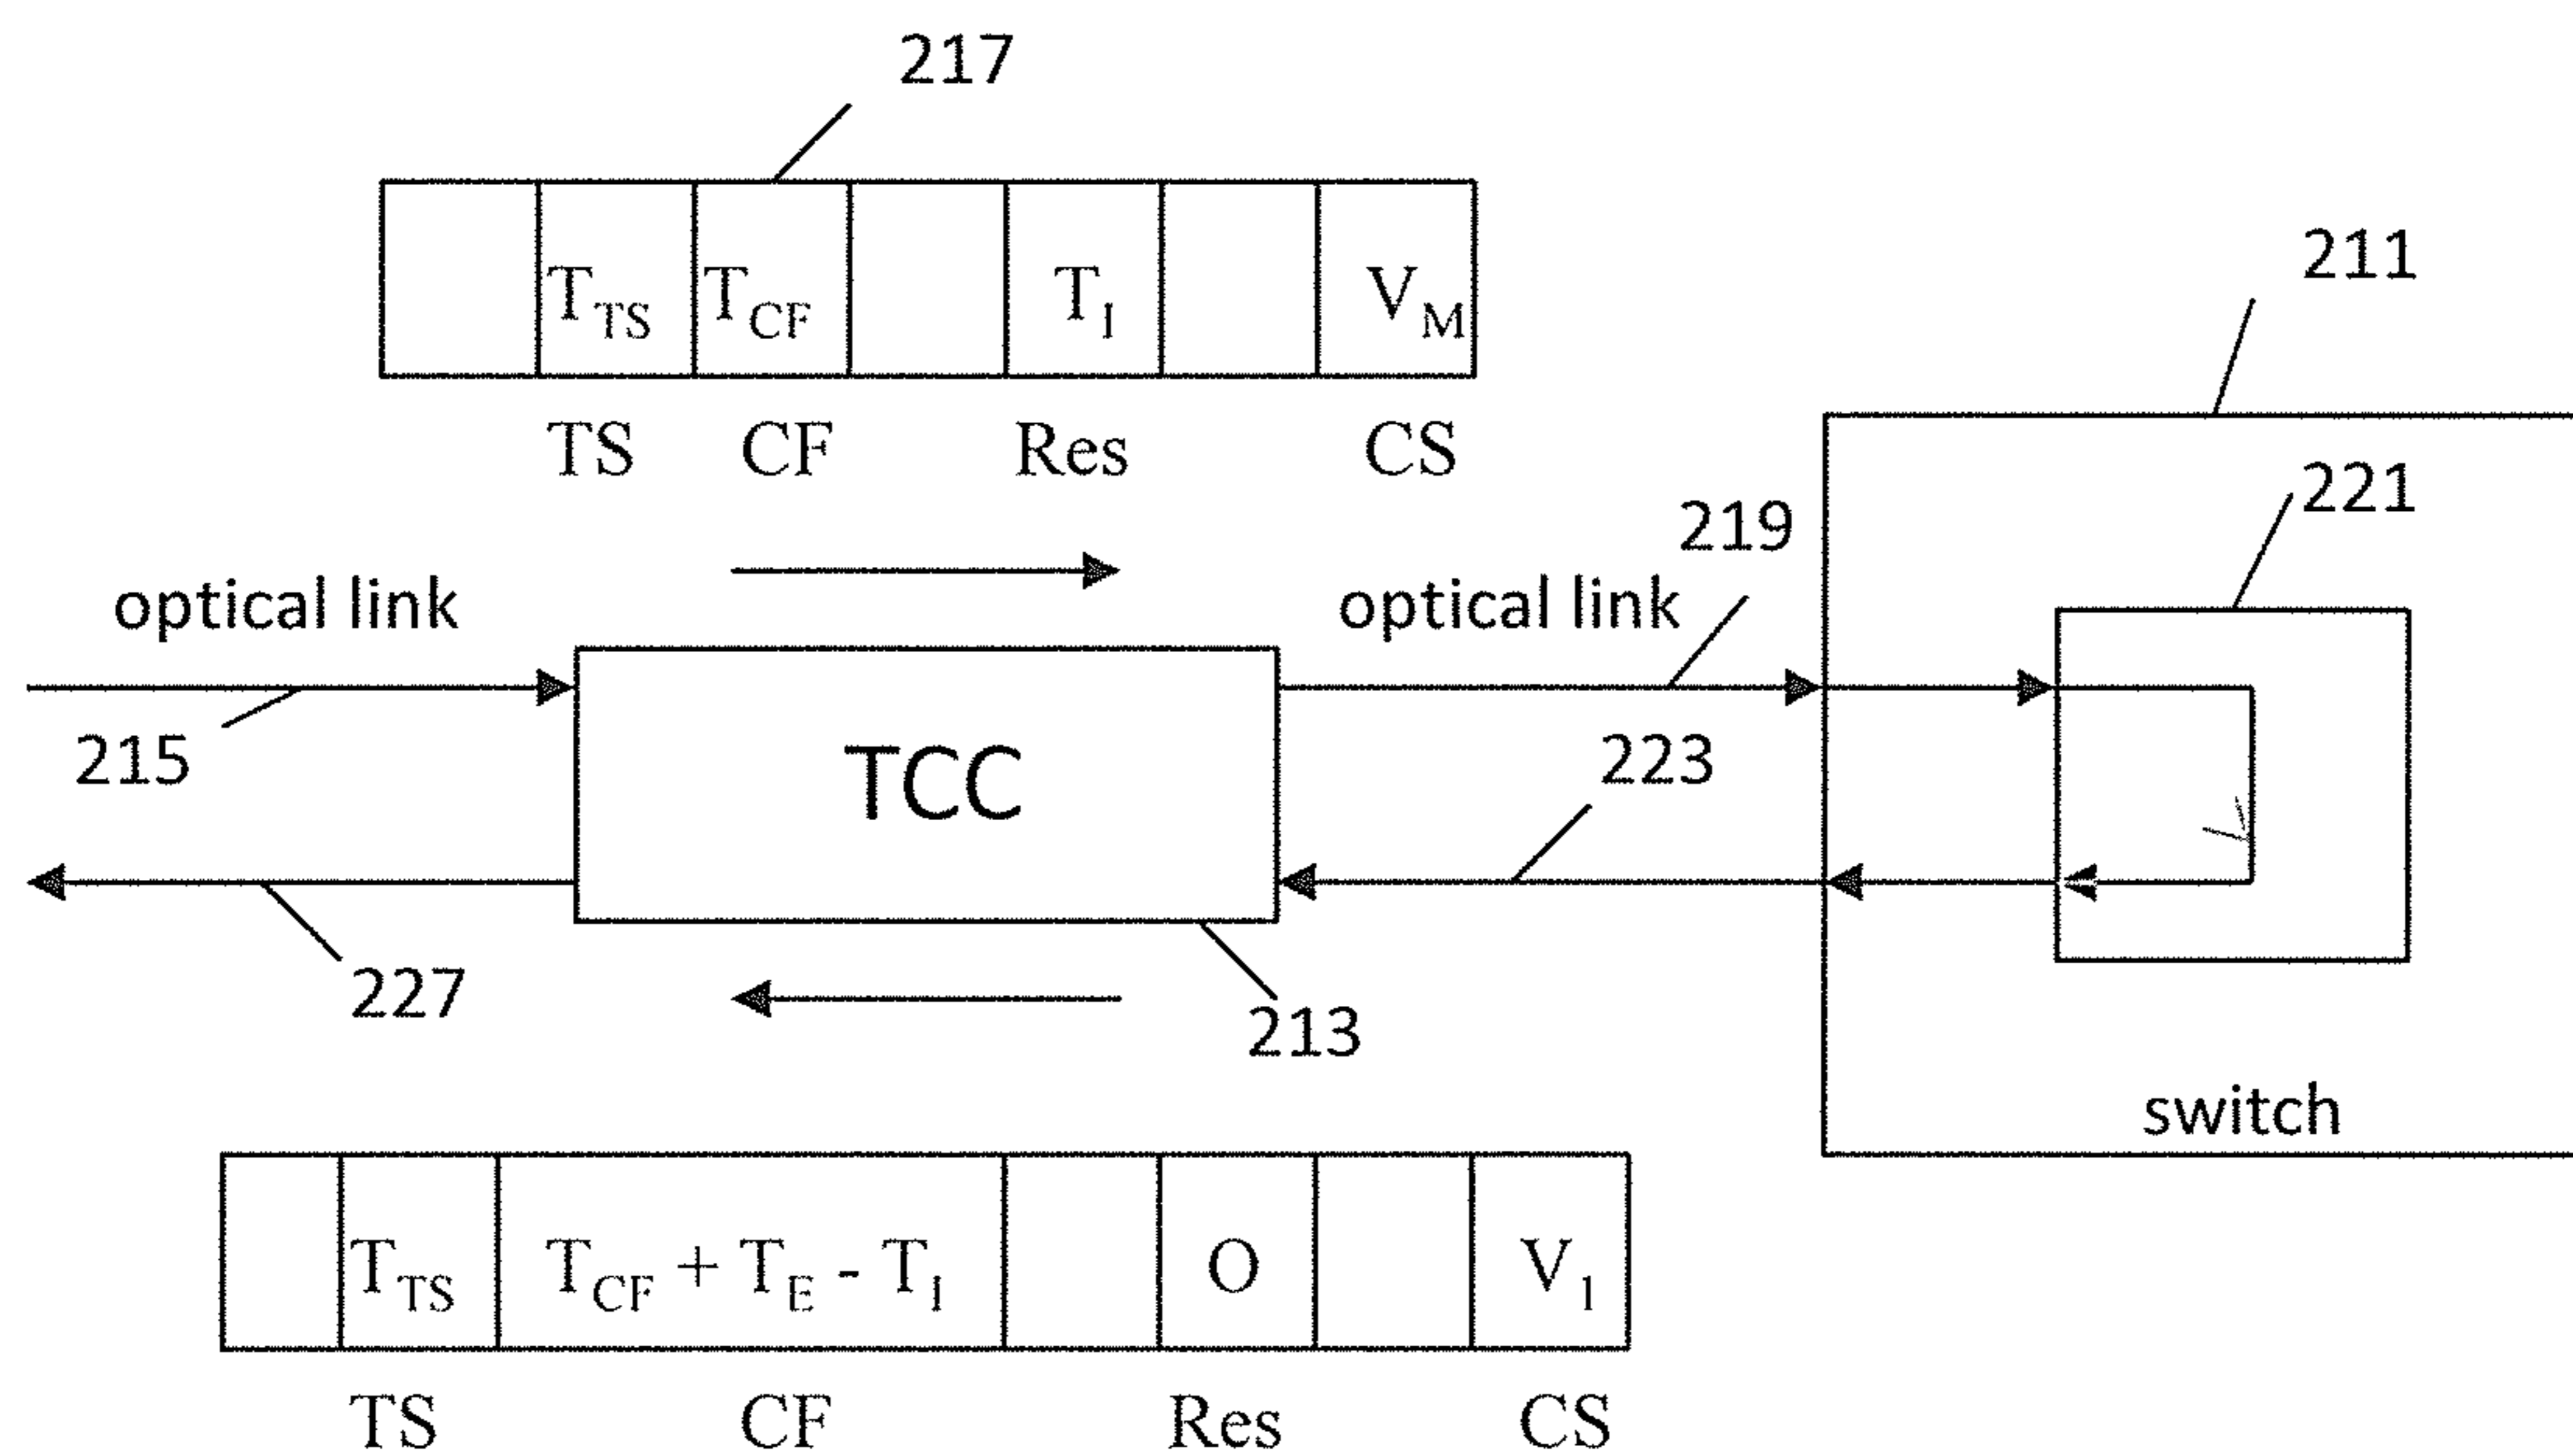 217
T_TS T_CF T_I V_M
TS CF Res CS
211
221
219
optical link
optical link
215
TCC
223
227
213
switch
T_TS T_CF + T_E - T_I O V_1
TS CF Res CS